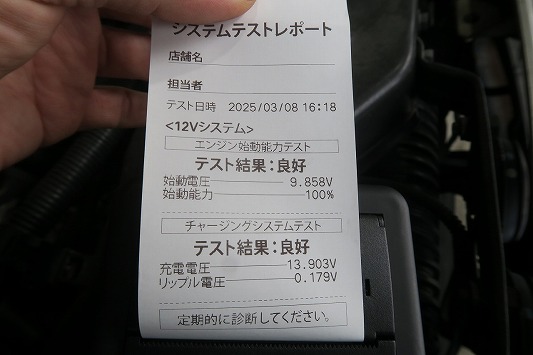 システムテストレポート
店舗名
担当者
テスト日時 2025/03/08 16:18
<12Vシステム>
エンジン始動能力テスト
テスト結果:良好
始動電圧 9.858V
始動能力 100%
チャージングシステムテスト
テスト結果:良好
充電電圧 13.903V
リップル電圧 0.179V
定期的に診断してください。